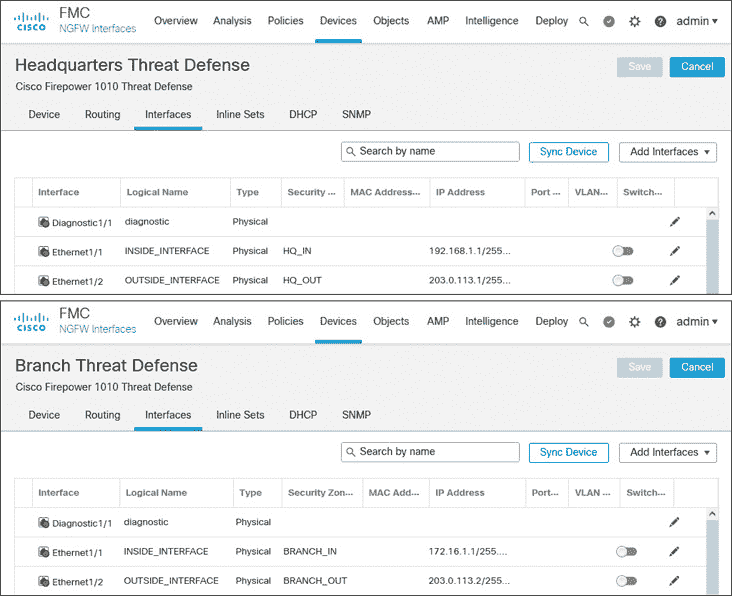 CISCO FMC Overview Analysis Policies Devices Objects AMP Intelligence Deploy ? admin ▾
NGFW Interfaces
Headquarters Threat Defense Save Cancel
Cisco Firepower 1010 Threat Defense
Device Routing Interfaces Inline Sets DHCP SNMP
Search by name Sync Device Add Interfaces ▾
Interface Logical Name Type Security ... MAC Address... IP Address Port ... VLAN... Switch...
Diagnostic1/1 diagnostic Physical
Ethernet1/1 INSIDE_INTERFACE Physical HQ_IN 192.168.1.1/255...
Ethernet1/2 OUTSIDE_INTERFACE Physical HQ_OUT 203.0.113.1/255...
CISCO FMC Overview Analysis Policies Devices Objects AMP Intelligence Deploy ? admin ▾
NGFW Interfaces
Branch Threat Defense Save Cancel
Cisco Firepower 1010 Threat Defense
Device Routing Interfaces Inline Sets DHCP SNMP
Search by name Sync Device Add Interfaces ▾
Interface Logical Name Type Security Zon... MAC Add... IP Address Port... VLAN ... Switch...
Diagnostic1/1 diagnostic Physical
Ethernet1/1 INSIDE_INTERFACE Physical BRANCH_IN 172.16.1.1/255....
Ethernet1/2 OUTSIDE_INTERFACE Physical BRANCH_OUT 203.0.113.2/255...